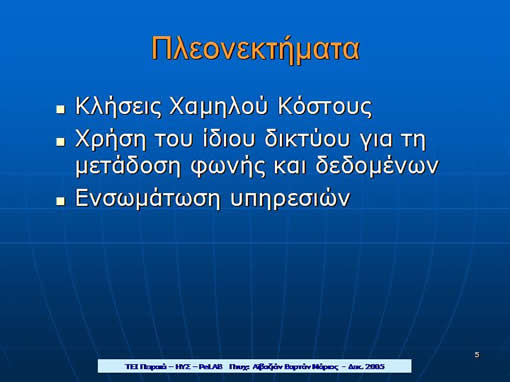 Πλεονεκτήματα
Κλήσεις Χαμηλού Κόστους
Χρήση του ίδιου δικτύου για τη
μετάδοση φωνής και δεδομένων
Ενσωμάτωση υπηρεσιών
5
ΤΕΙ Πειραιά – ΗΥΣ – PeLAB Πτυχ: Αϊβαζιάν Βαρτάν Μάριος – Δεκ. 2005